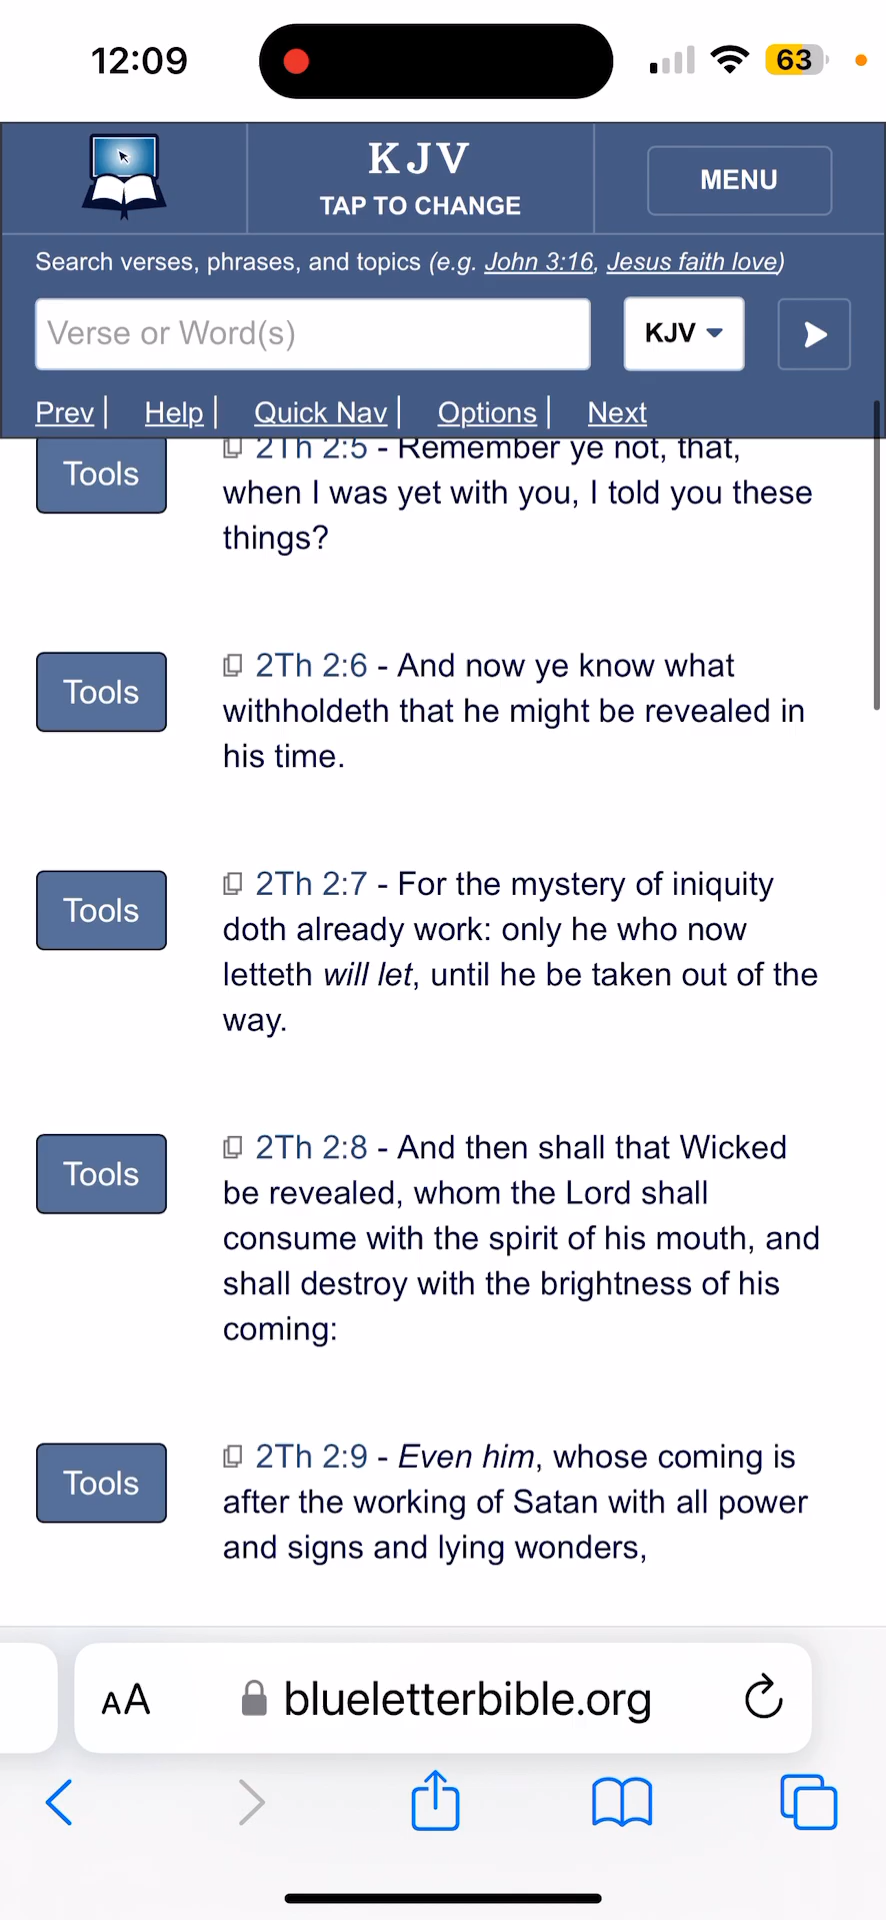 12:09
63
KJV
TAP TO CHANGE
MENU
Search verses, phrases, and topics (e.g. John 3:16, Jesus faith love)
Verse or Word(s)
KJV
Prev | Help | Quick Nav | Options | Next
Tools
2Th 2:5 - Remember ye not, that,
when I was yet with you, I told you these
things?
Tools
2Th 2:6 - And now ye know what
withholdeth that he might be revealed in
his time.
Tools
2Th 2:7 - For the mystery of iniquity
doth already work: only he who now
letteth will let, until he be taken out of the
way.
Tools
2Th 2:8 - And then shall that Wicked
be revealed, whom the Lord shall
consume with the spirit of his mouth, and
shall destroy with the brightness of his
coming:
Tools
2Th 2:9 - Even him, whose coming is
after the working of Satan with all power
and signs and lying wonders,
AA
blueletterbible.org